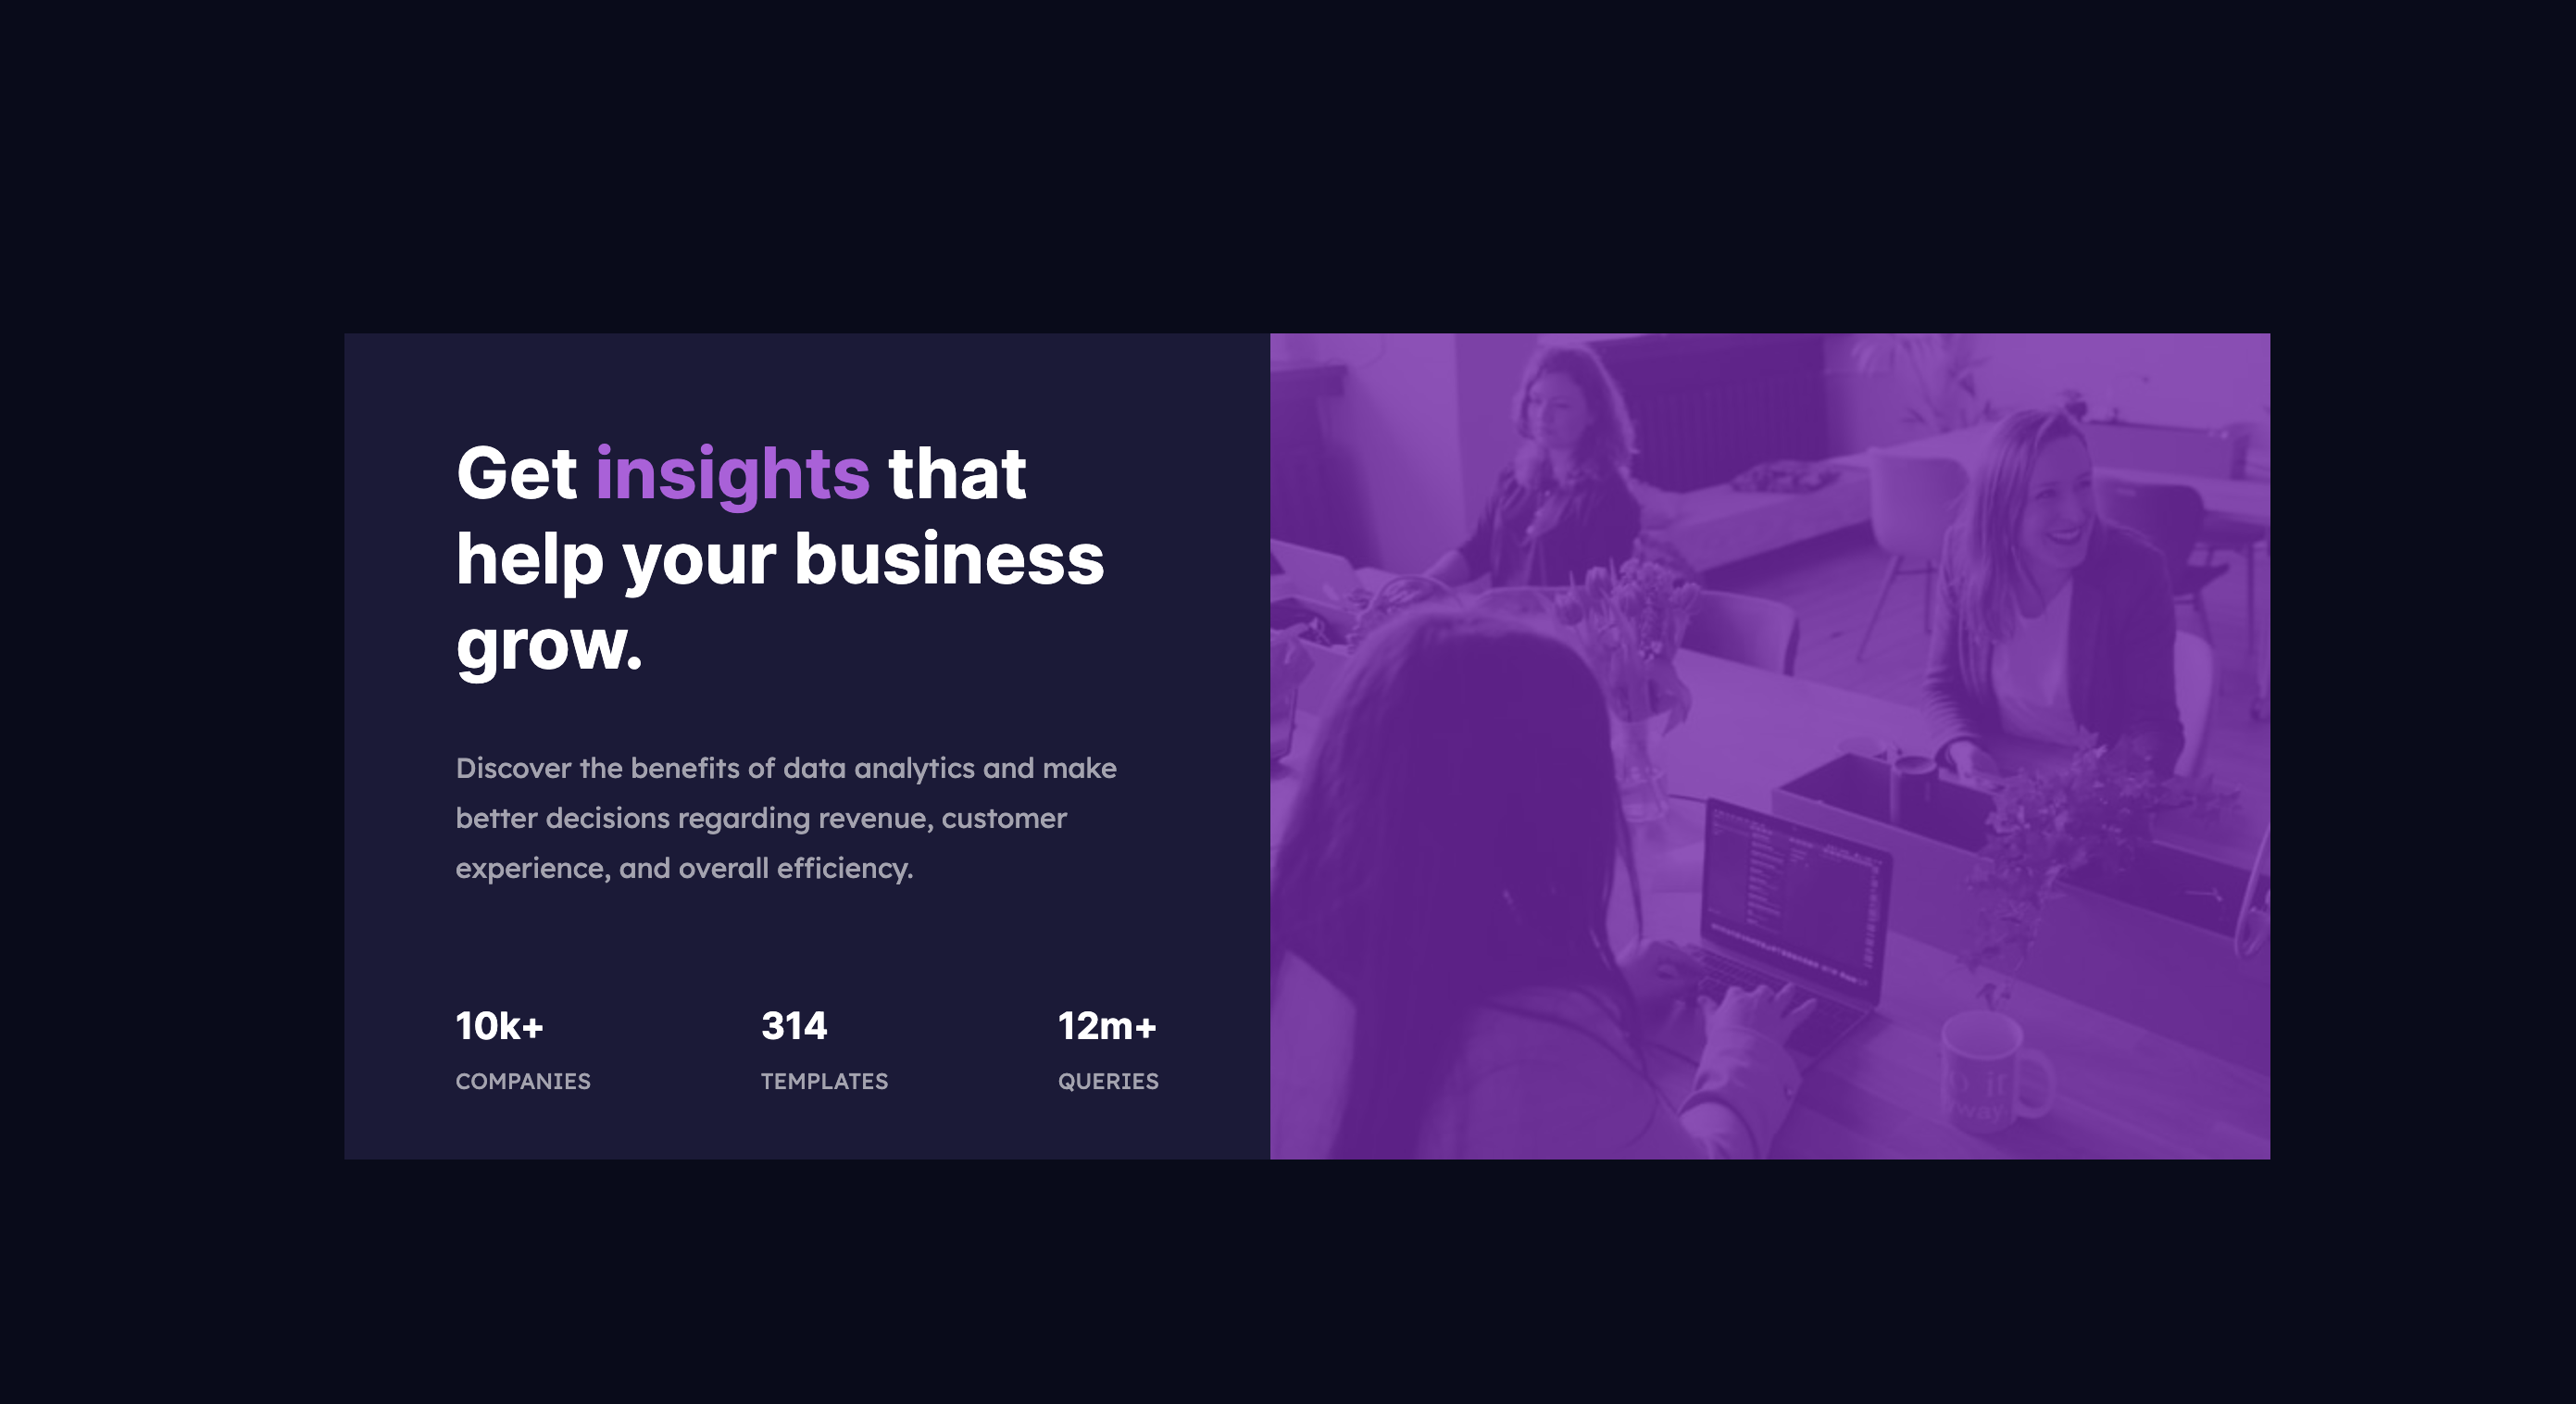 Get insights that
help your business
grow.
Discover the benefits of data analytics and make
better decisions regarding revenue, customer
experience, and overall efficiency.
10k+ 314 12m+
COMPANIES TEMPLATES QUERIES